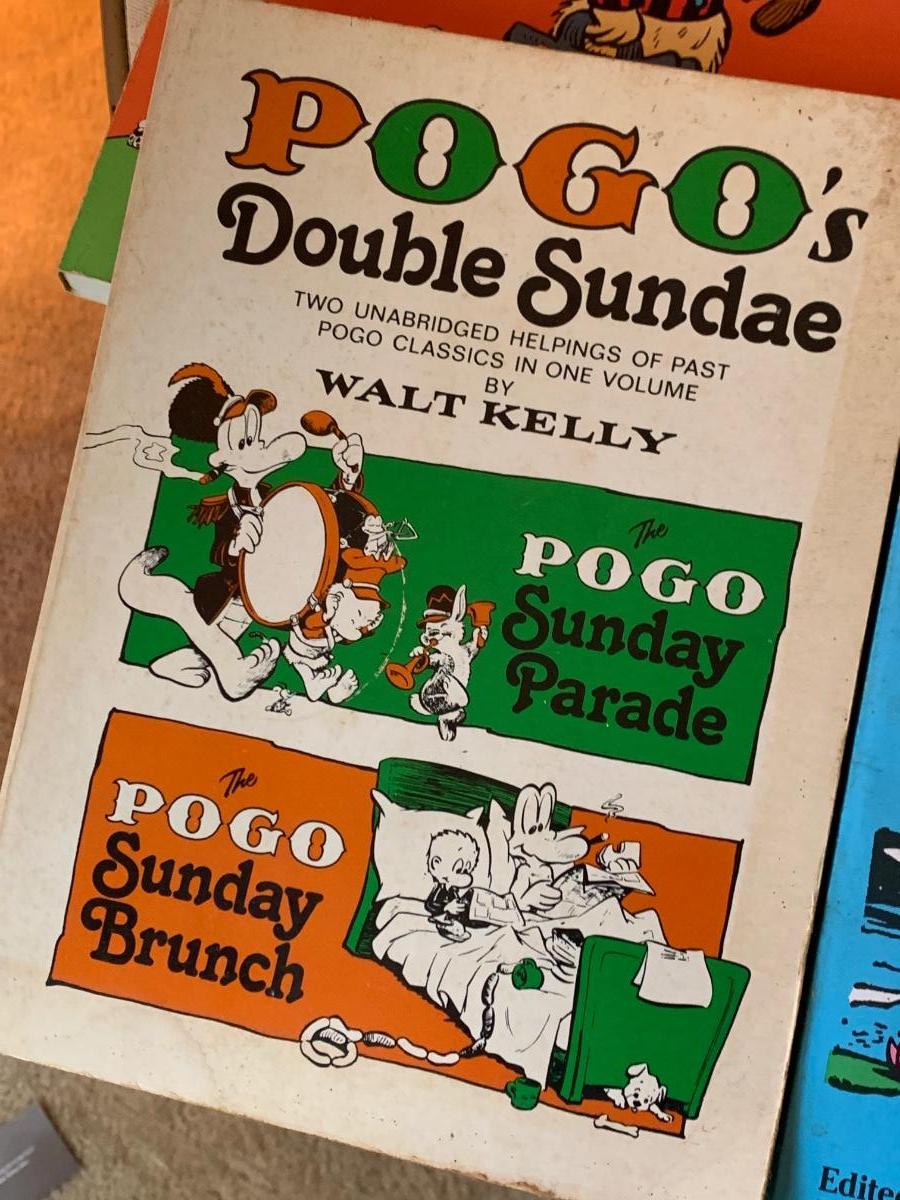 POGO's
Double Sundae
TWO UNABRIDGED HELPINGS OF PAST
POGO CLASSICS IN ONE VOLUME
BY
WALT KELLY
The
POGO
Sunday
Parade
The
POGO
Sunday
Brunch
Edite